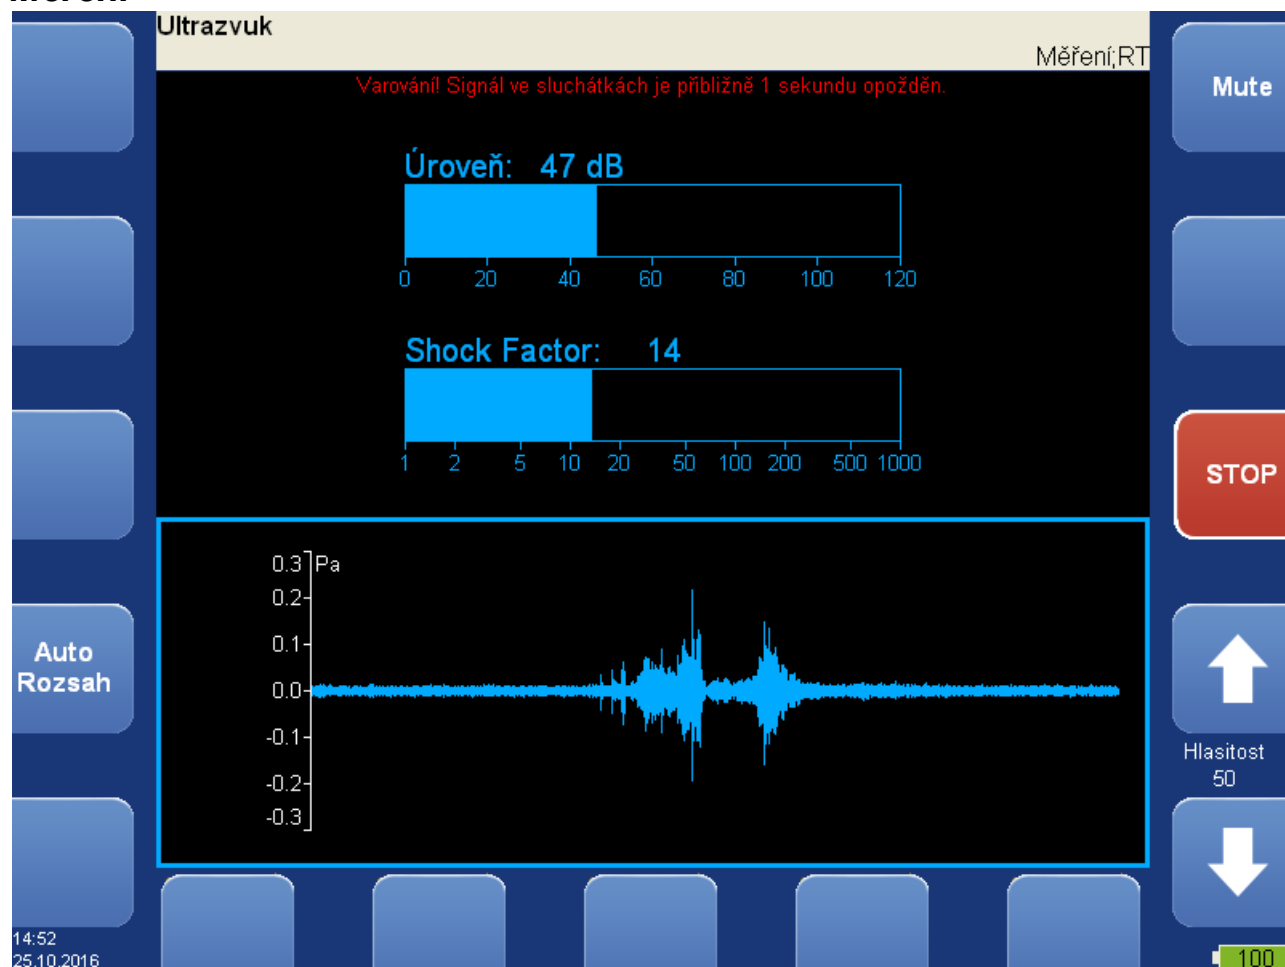 Ultrazvuk
Měření;RT
Varování! Signál ve sluchátkách je přibližně 1 sekundu opožděn.
Mute
Úroveň: 47 dB
0 20 40 60 80 100 120
Shock Factor: 14
1 2 5 10 20 50 100 200 500 1000
STOP
0.3 Pa
0.2
0.1
0.0
-0.1
-0.2
-0.3
Auto
Rozsah
Hlasitost
50
14:52
25.10.2016
100